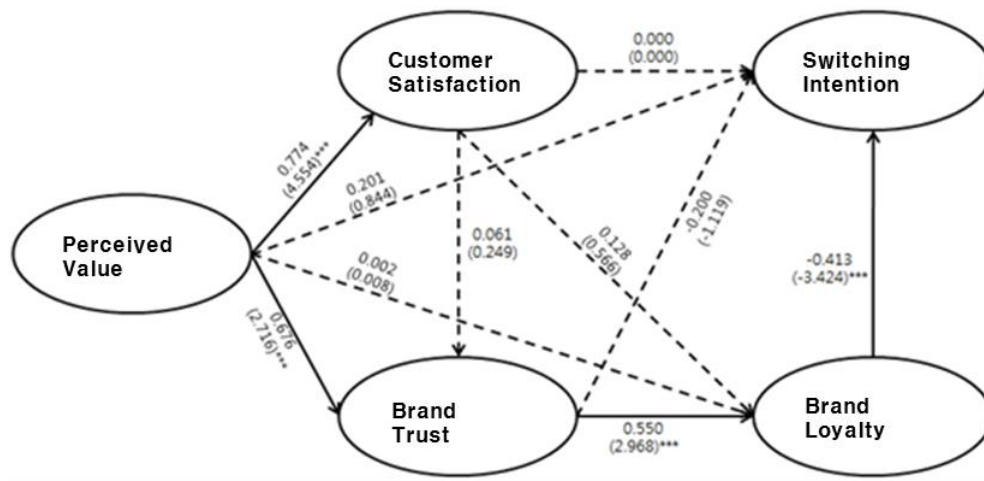 Customer
Satisfaction
0.000
(0.000)
Switching
Intention
0.774
(4.554)***
0.201
(0.844)
-0.200
(-1.119)
Perceived
Value
0.061
(0.249)
0.128
(0.566)
0.002
(0.008)
-0.413
(-3.424)***
0.676
(2.716)***
Brand
Trust
0.550
(2.968)***
Brand
Loyalty